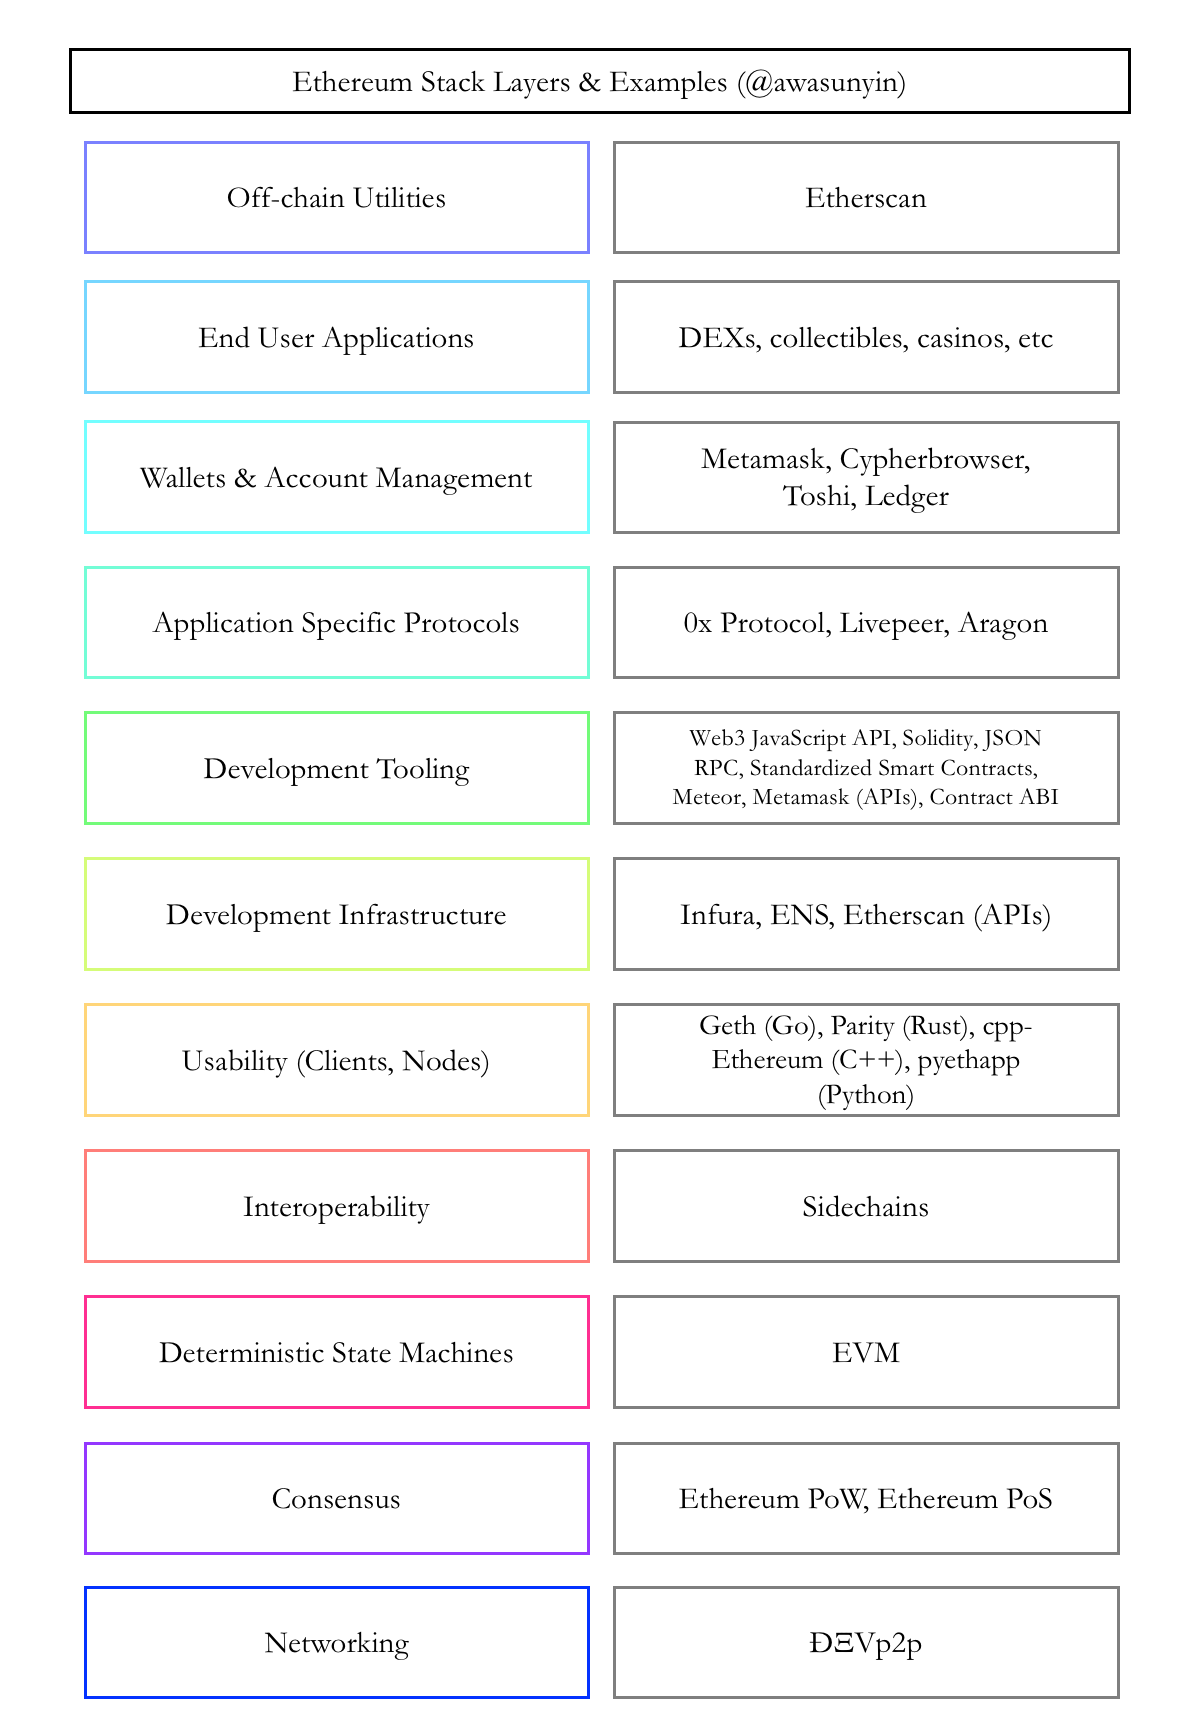 Ethereum Stack Layers & Examples (@awasunyin)
Off-chain Utilities
Etherscan
End User Applications
DEXs, collectibles, casinos, etc
Wallets & Account Management
Metamask, Cypherbrowser,
Toshi, Ledger
Application Specific Protocols
0x Protocol, Livepeer, Aragon
Development Tooling
Web3 JavaScript API, Solidity, JSON
RPC, Standardized Smart Contracts,
Meteor, Metamask (APIs), Contract ABI
Development Infrastructure
Infura, ENS, Etherscan (APIs)
Usability (Clients, Nodes)
Geth (Go), Parity (Rust), cpp-
Ethereum (C++), pyethapp
(Python)
Interoperability
Sidechains
Deterministic State Machines
EVM
Consensus
Ethereum PoW, Ethereum PoS
Networking
ÐΞVp2p